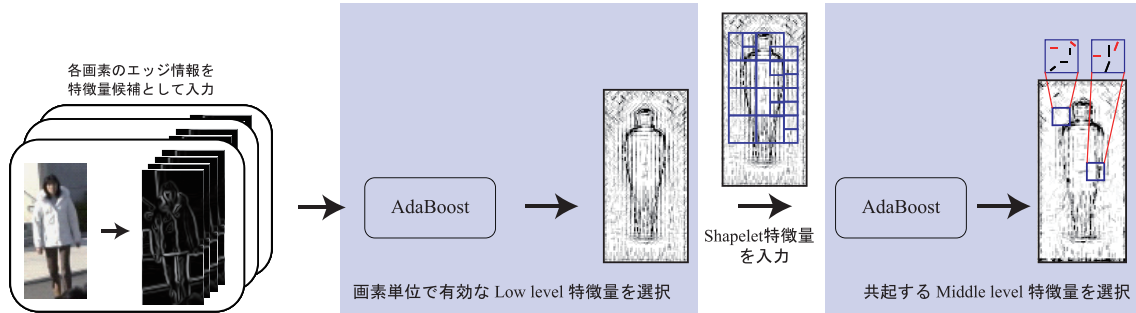 各画素のエッジ情報を
特徴量候補として入力
AdaBoost
画素単位で有効な Low level 特徴量を選択
Shapelet特徴量
を入力
AdaBoost
共起する Middle level 特徴量を選択